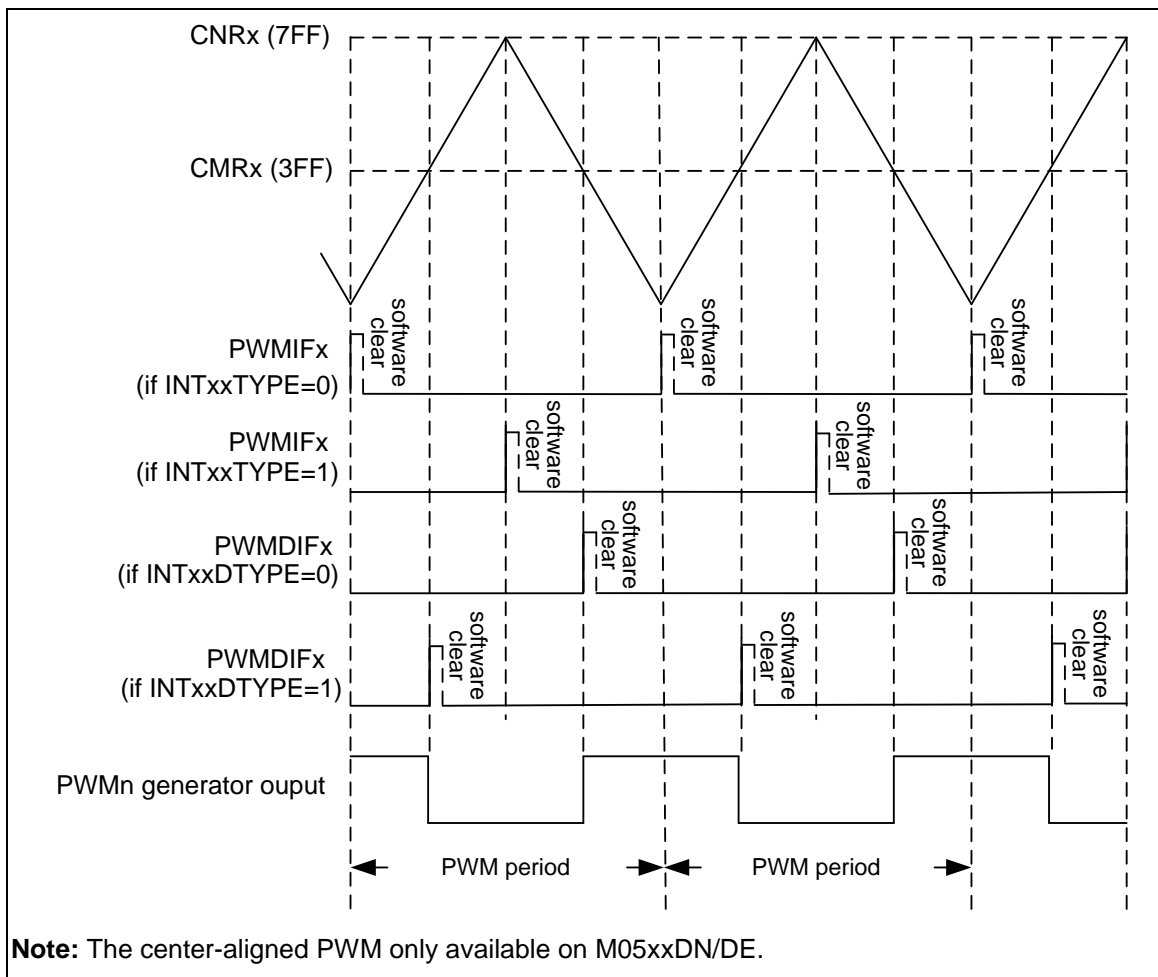 CNRx (7FF)
CMRx (3FF)
PWMIFx
(if INTxxTYPE=0)
software
clear
software
clear
software
clear
PWMIFx
(if INTxxTYPE=1)
software
clear
software
clear
PWMDIFx
(if INTxxDTYPE=0)
software
clear
software
clear
PWMDIFx
(if INTxxDTYPE=1)
software
clear
software
clear
software
clear
PWMn generator ouput
PWM period
PWM period
Note: The center-aligned PWM only available on M05xxDN/DE.